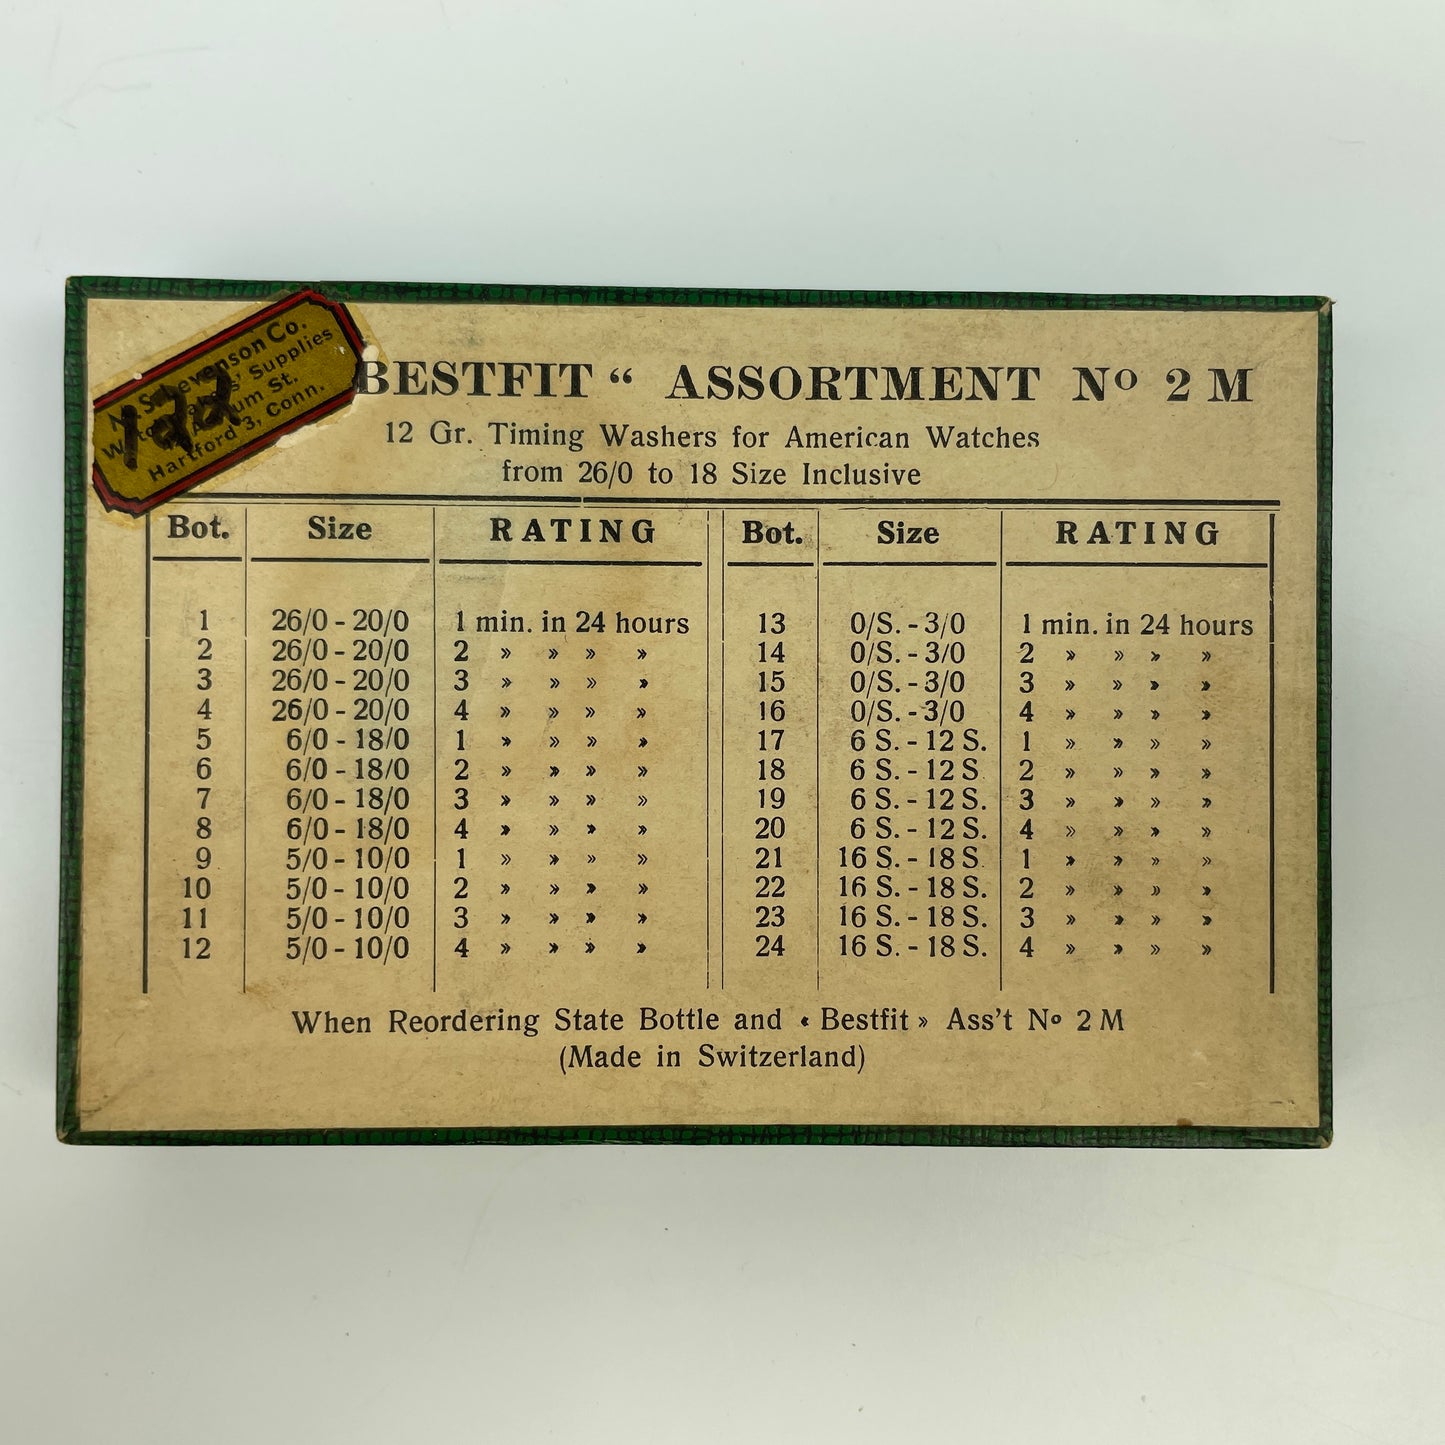 Stevenson Co.
Supplies
St.
Hartford 3, Conn.
122
BESTFIT “ ASSORTMENT Nº 2 M
12 Gr. Timing Washers for American Watches
from 26/0 to 18 Size Inclusive
Bot. Size RATING Bot. Size RATING
1 26/0 - 20/0 1 min. in 24 hours 13 0/S. - 3/0 1 min. in 24 hours
2 26/0 - 20/0 2 » » » » 14 0/S. - 3/0 2 » » » »
3 26/0 - 20/0 3 » » » » 15 0/S. - 3/0 3 » » » »
4 26/0 - 20/0 4 » » » » 16 0/S. - 3/0 4 » » » »
5 6/0 - 18/0 1 » » » » 17 6 S. - 12 S. 1 » » » »
6 6/0 - 18/0 2 » » » » 18 6 S. - 12 S 2 » » » »
7 6/0 - 18/0 3 » » » » 19 6 S. - 12 S. 3 » » » »
8 6/0 - 18/0 4 » » » » 20 6 S. - 12 S. 4 » » » »
9 5/0 - 10/0 1 » » » » 21 16 S. - 18 S 1 » » » »
10 5/0 - 10/0 2 » » » » 22 16 S. - 18 S. 2 » » » »
11 5/0 - 10/0 3 » » » » 23 16 S. - 18 S. 3 » » » »
12 5/0 - 10/0 4 » » » » 24 16 S. - 18 S. 4 » » » »
When Reordering State Bottle and « Bestfit » Ass't Nº 2 M
(Made in Switzerland)